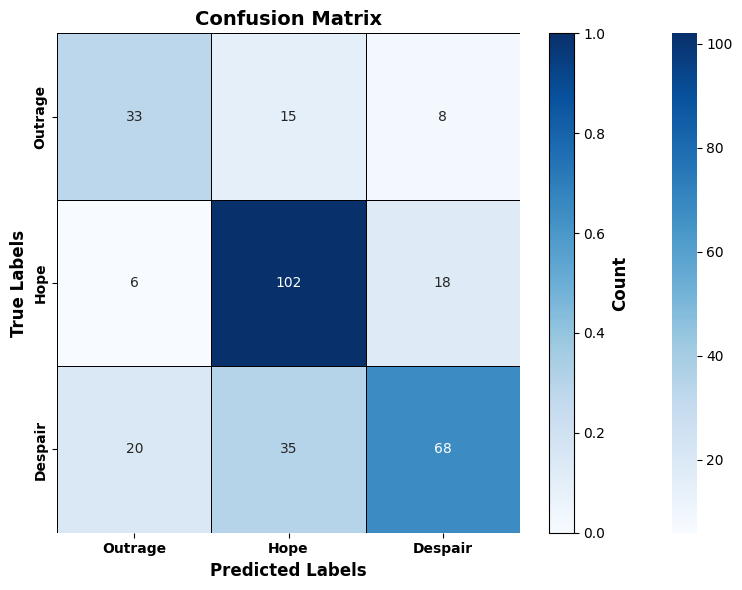 Confusion Matrix
True Labels
Outrage
33 15 8
Hope
6 102 18
Despair
20 35 68
Outrage Hope Despair
Predicted Labels
1.0
0.8
0.6
0.4
0.2
0.0
Count
100
80
60
40
20